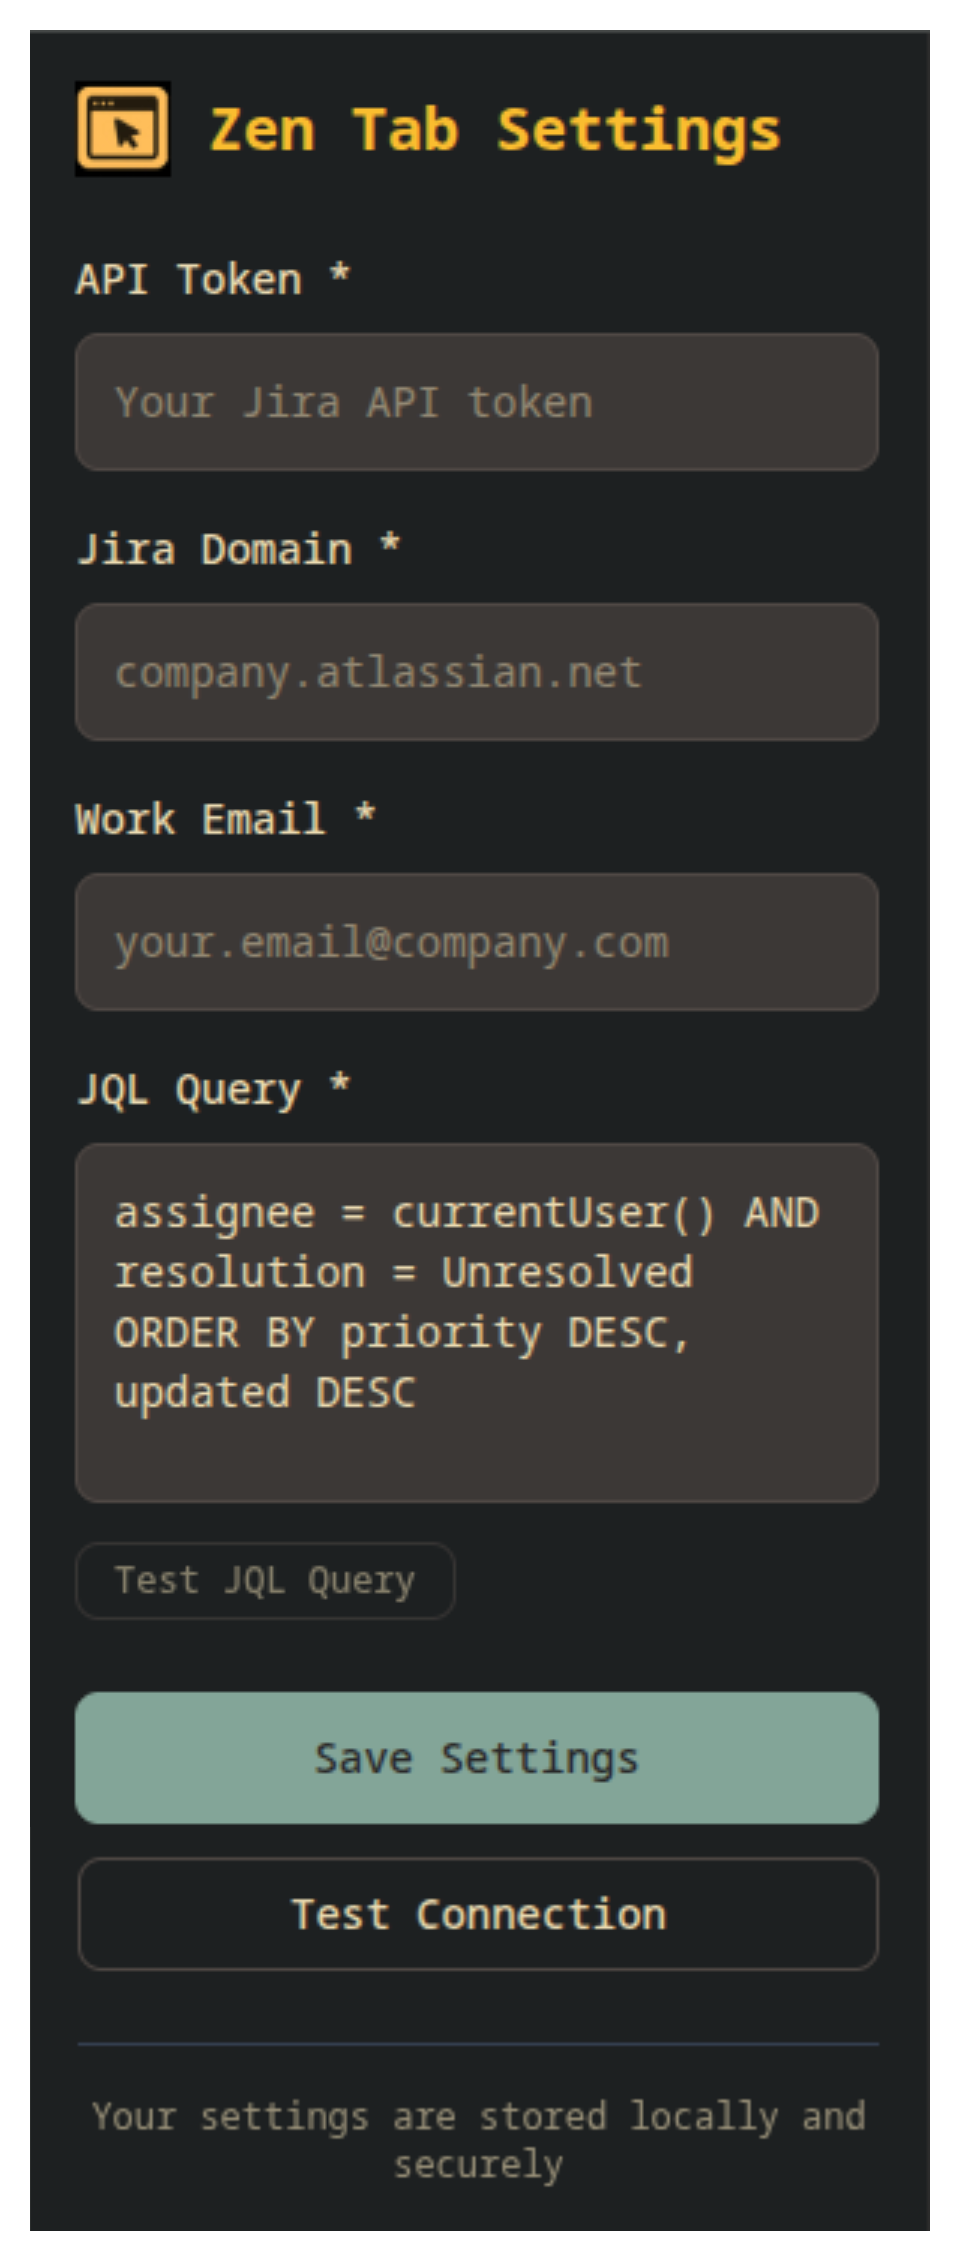 Zen Tab Settings
API Token *
Your Jira API token
Jira Domain *
company.atlassian.net
Work Email *
your.email@company.com
JQL Query *
assignee = currentUser() AND
resolution = Unresolved
ORDER BY priority DESC,
updated DESC
Test JQL Query
Save Settings
Test Connection
Your settings are stored locally and
securely